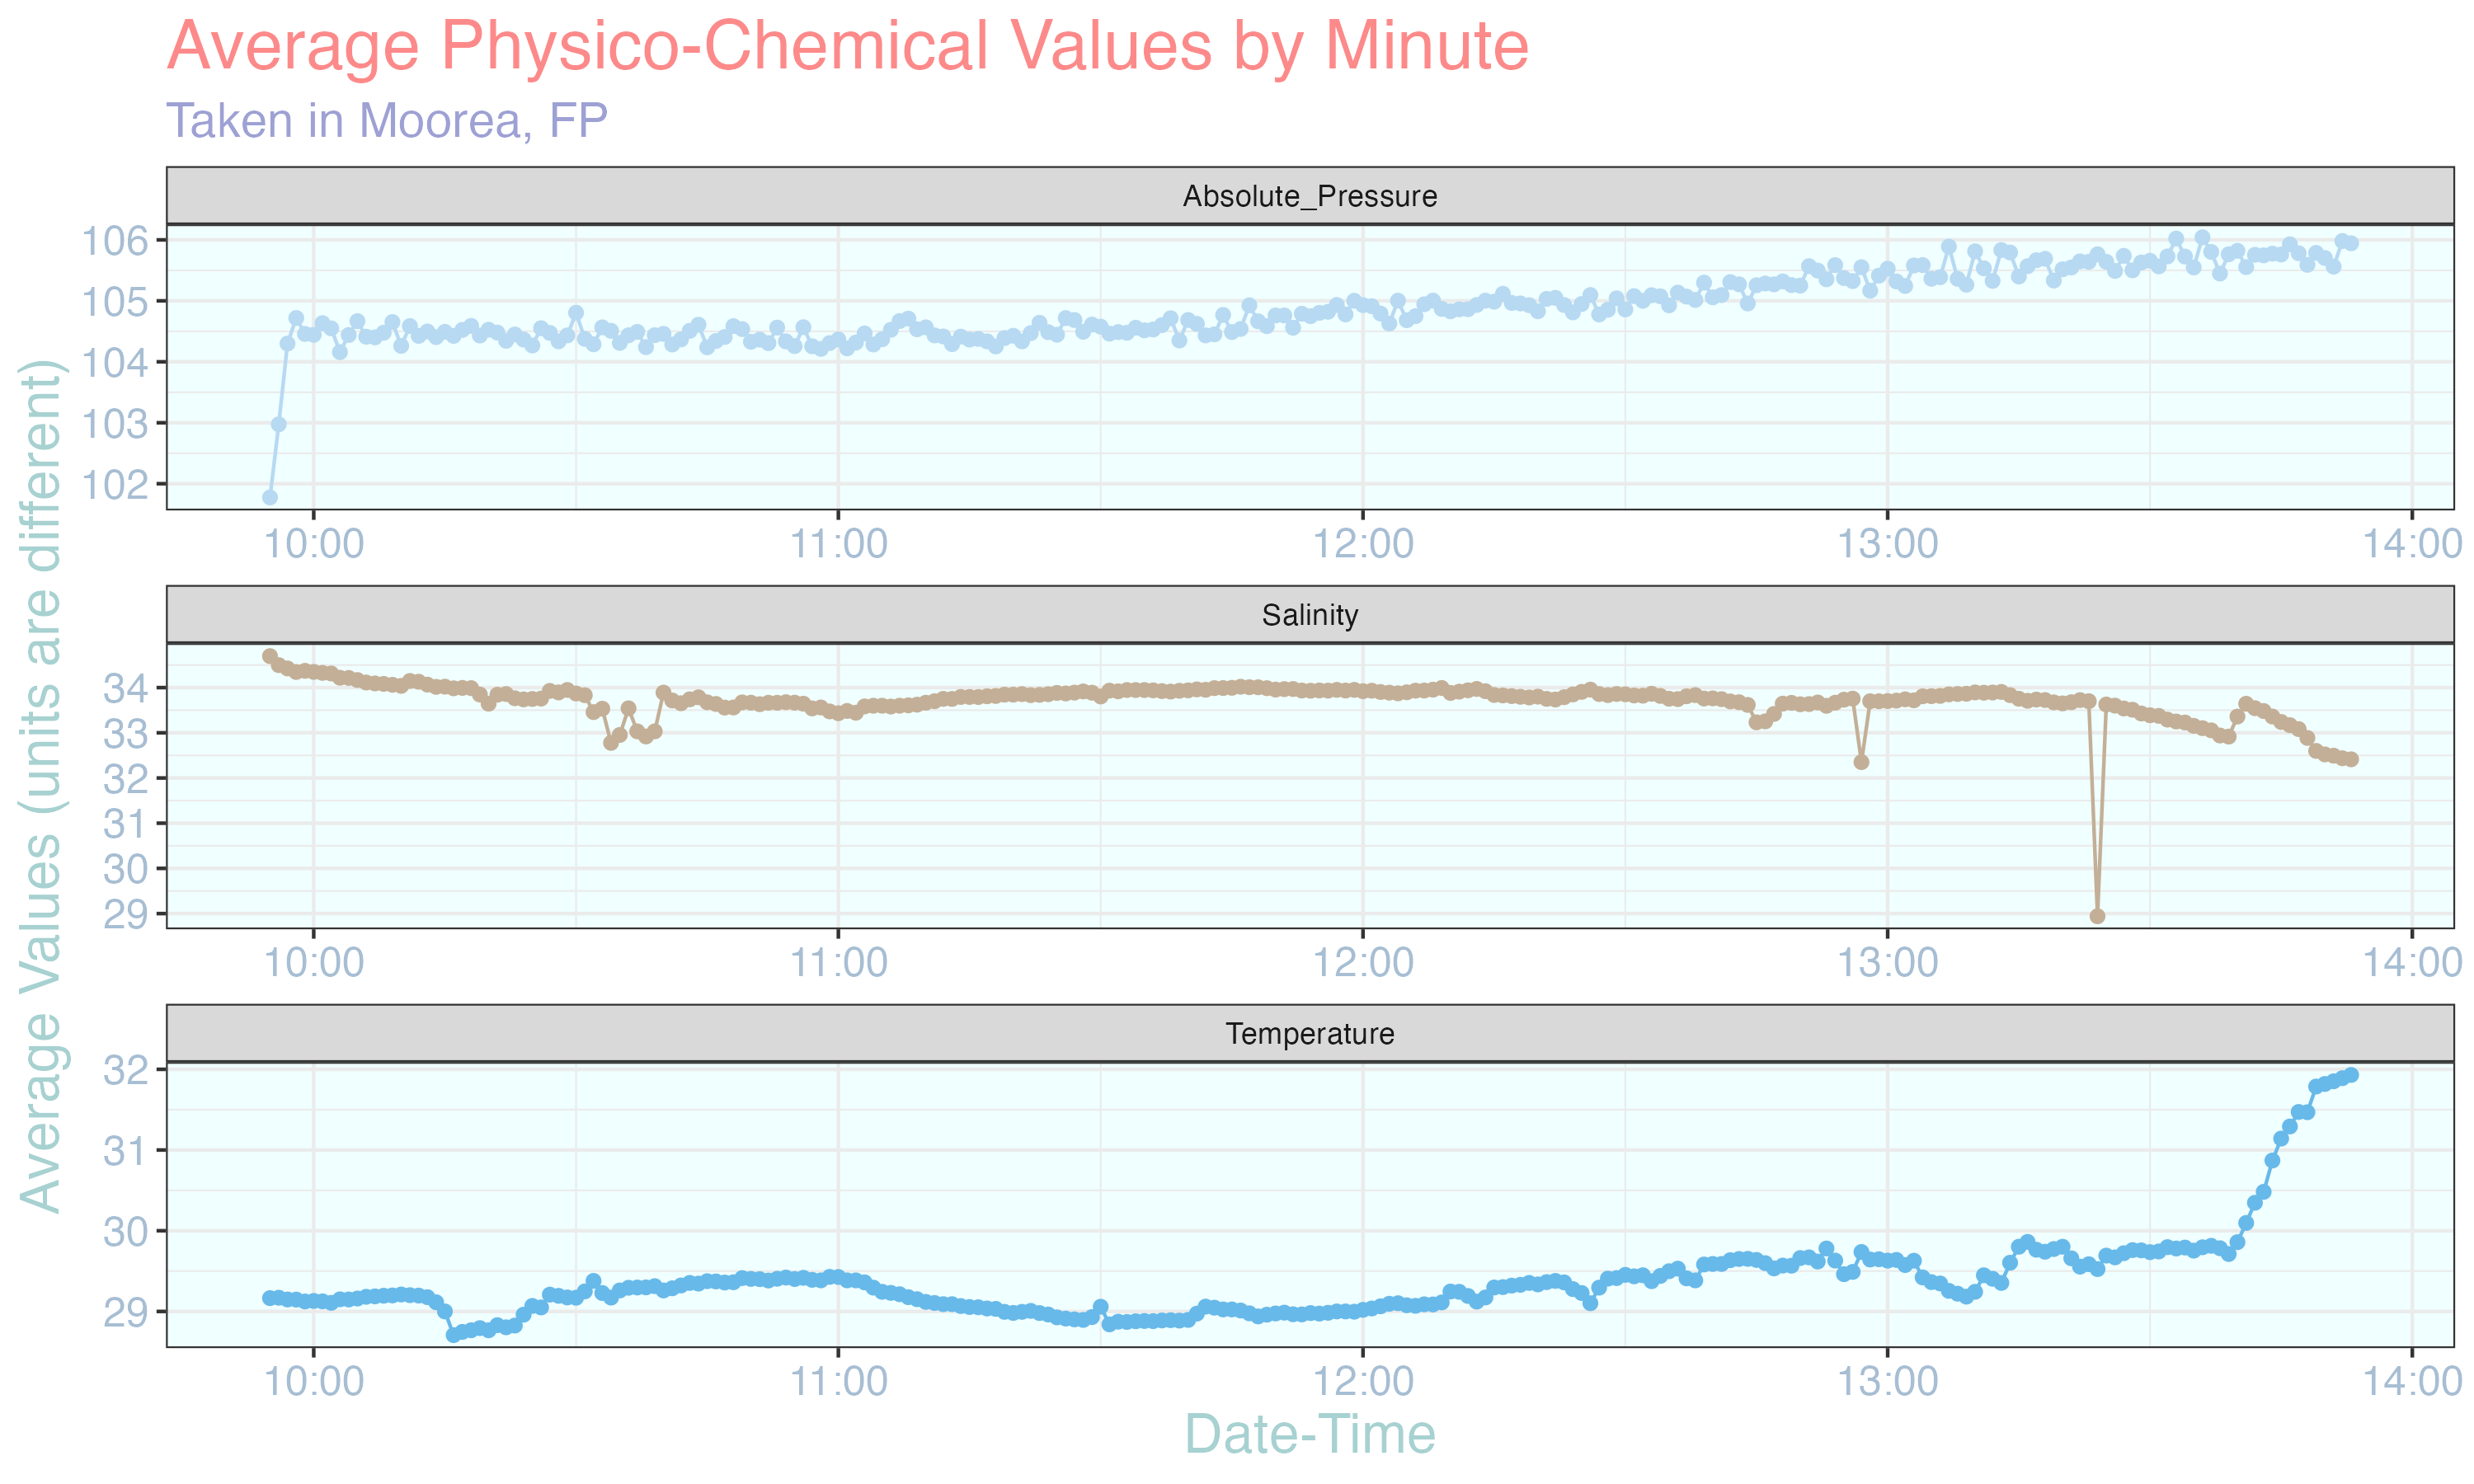 Average Physico-Chemical Values by Minute
Taken in Moorea, FP
Average Values (units are different)
Absolute_Pressure
106
105
104
103
102
10:00 11:00 12:00 13:00 14:00
Salinity
34
33
32
31
30
29
10:00 11:00 12:00 13:00 14:00
Temperature
32
31
30
29
10:00 11:00 12:00 13:00 14:00
Date-Time